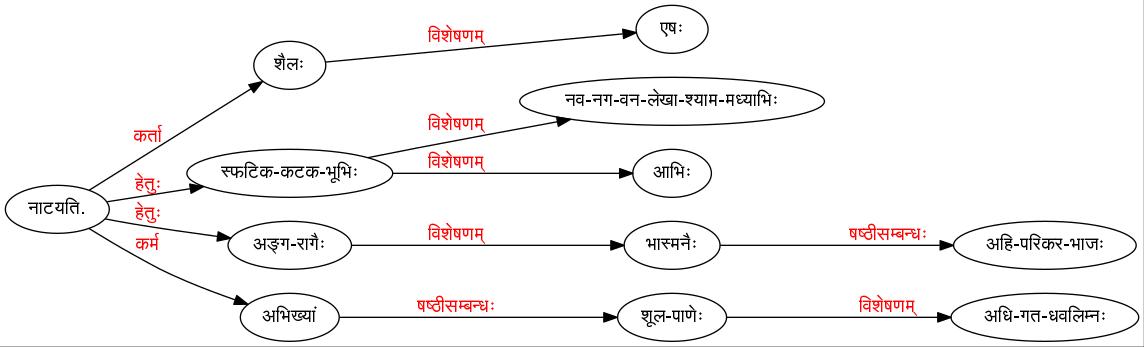 एषः
विशेषणम्
शैलः
नव-नग-वन-लेखा-श्याम-मध्याभिः
विशेषणम्
कर्ता
विशेषणम्
स्फटिक-कटक-भूभिः
आभिः
हेतुः
नाटयति.
हेतुः
विशेषणम्
षष्ठीसम्बन्धः
कर्म
अङ्ग-रागैः
भास्मनैः
अहि-परिकर-भाजः
षष्ठीसम्बन्धः
विशेषणम्
अभिख्यां
शूल-पाणेः
अधि-गत-धवलिम्नः